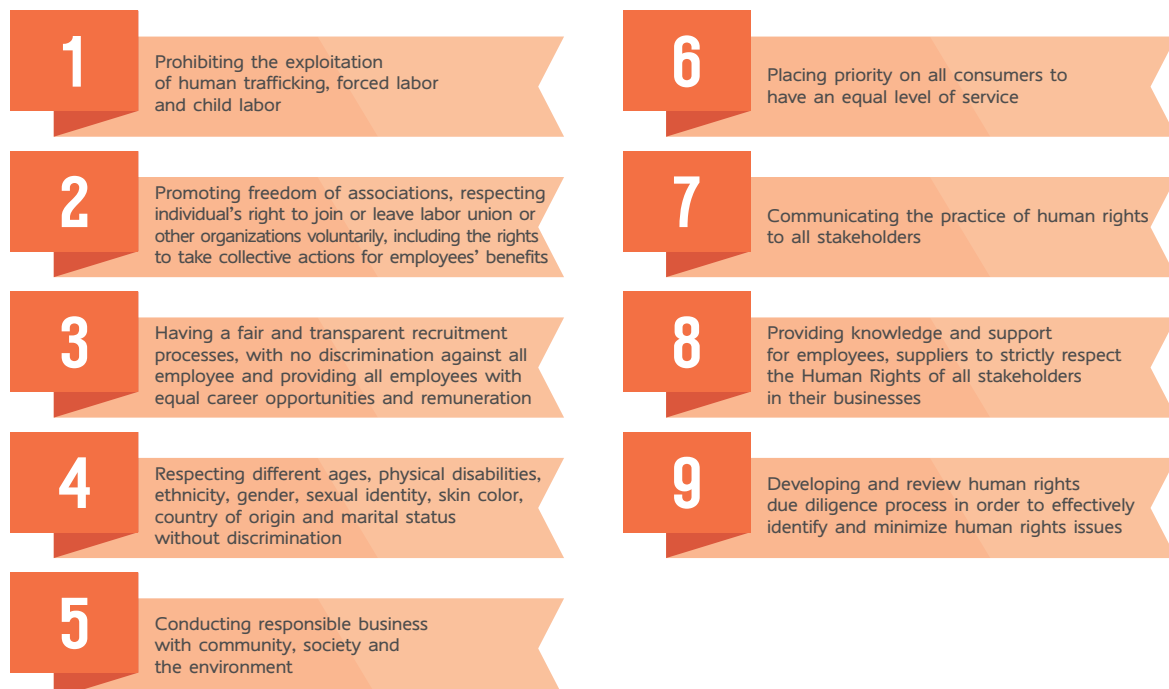 1
Prohibiting the exploitation
of human trafficking, forced labor
and child labor
2
Promoting freedom of associations, respecting
individual's right to join or leave labor union or
other organizations voluntarily, including the rights
to take collective actions for employees' benefits
3
Having a fair and transparent recruitment
processes, with no discrimination against all
employee and providing all employees with
equal career opportunities and remuneration
4
Respecting different ages, physical disabilities,
ethnicity, gender, sexual identity, skin color,
country of origin and marital status
without discrimination
5
Conducting responsible business
with community, society and
the environment
6
Placing priority on all consumers to
have an equal level of service
7
Communicating the practice of human rights
to all stakeholders
8
Providing knowledge and support
for employees, suppliers to strictly respect
the Human Rights of all stakeholders
in their businesses
9
Developing and review human rights
due diligence process in order to effectively
identify and minimize human rights issues